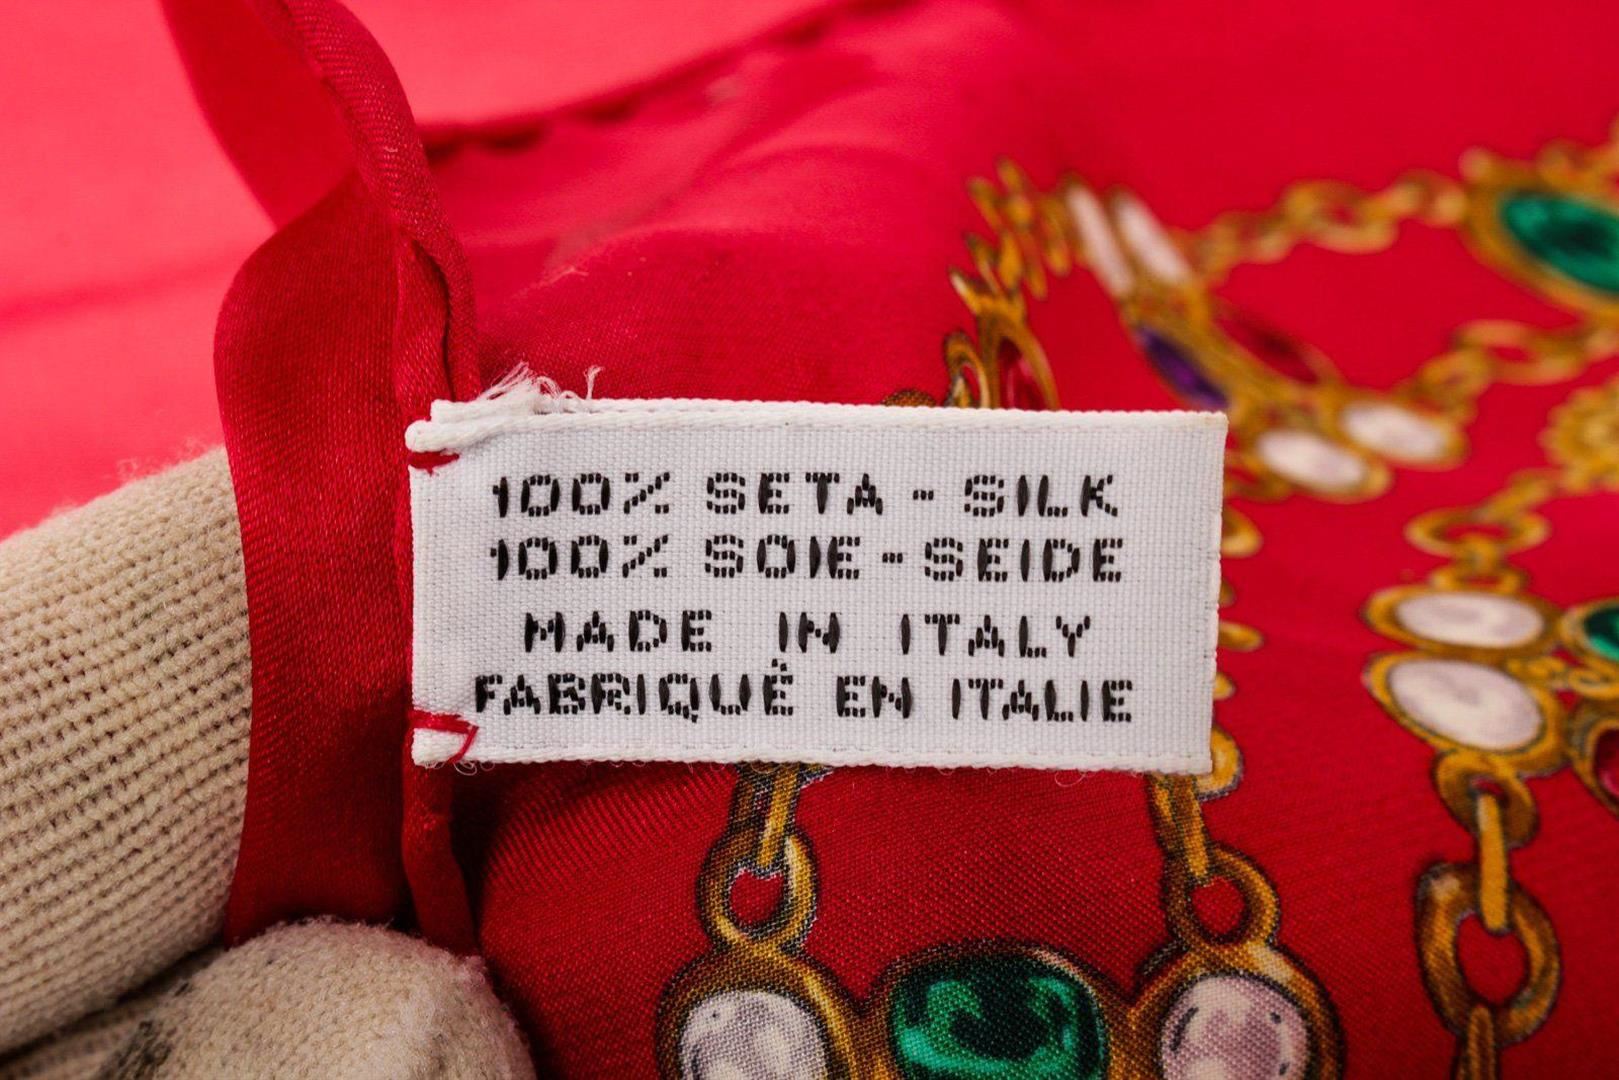 100% SETA - SILK
100% SOIE - SEIDE
MADE IN ITALY
FABRIQUÉ EN ITALIE